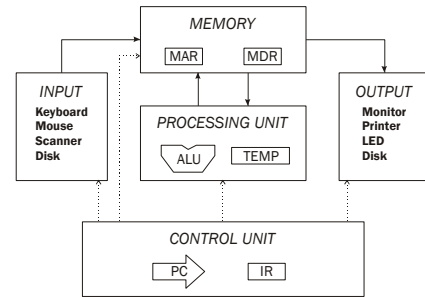 MEMORY
MAR MDR
INPUT
Keyboard
Mouse
Scanner
Disk
PROCESSING UNIT
ALU TEMP
OUTPUT
Monitor
Printer
LED
Disk
CONTROL UNIT
PC IR